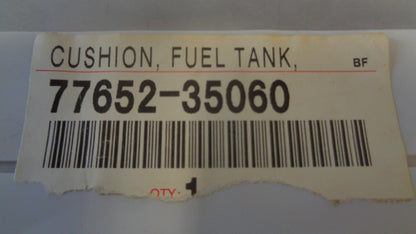 CUSHION, FUEL TANK, BF
77652-35060
QTY: 1